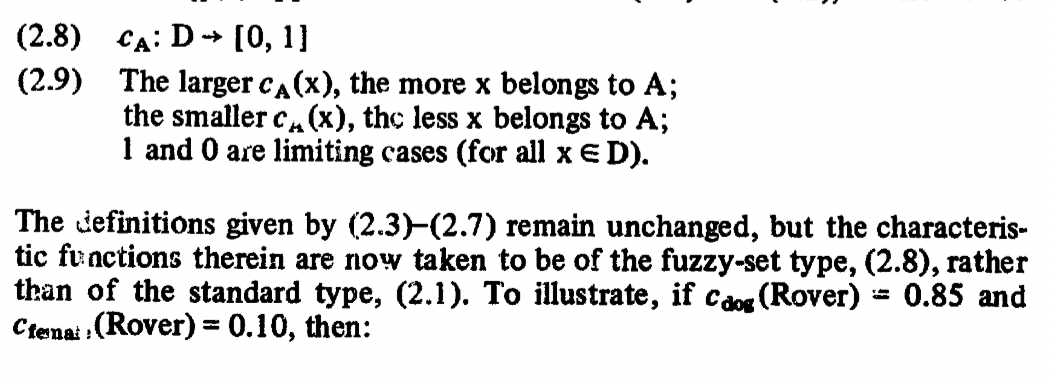 (2.8) c_A: D → [0, 1]
(2.9) The larger c_A(x), the more x belongs to A;
the smaller c_A(x), the less x belongs to A;
1 and 0 are limiting cases (for all x ∈ D).
The definitions given by (2.3)–(2.7) remain unchanged, but the characteris-
tic functions therein are now taken to be of the fuzzy-set type, (2.8), rather
than of the standard type, (2.1). To illustrate, if c_dog(Rover) = 0.85 and
c_female(Rover) = 0.10, then: